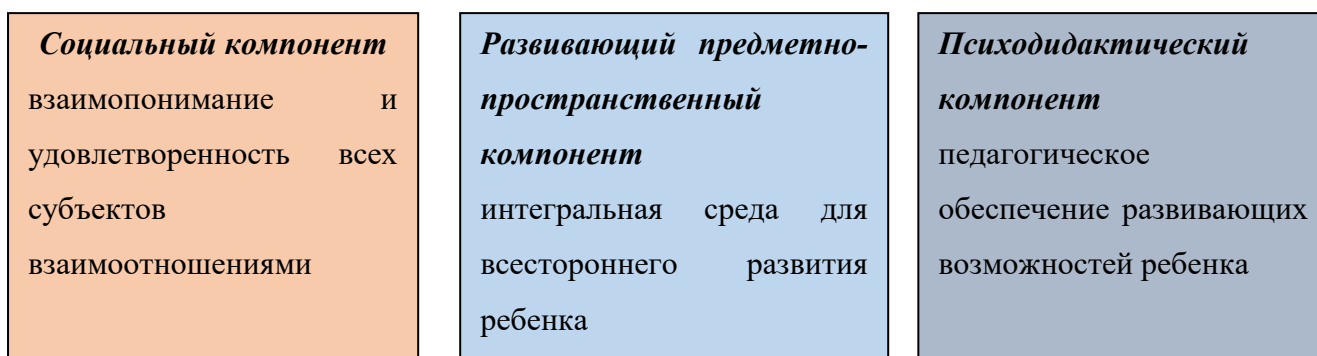 Социальный компонент
взаимопонимание и
удовлетворенность всех
субъектов
взаимоотношениями
Развивающий предметно-
пространственный
компонент
интегральная среда для
всестороннего развития
ребенка
Психодидактический
компонент
педагогическое
обеспечение развивающих
возможностей ребенка